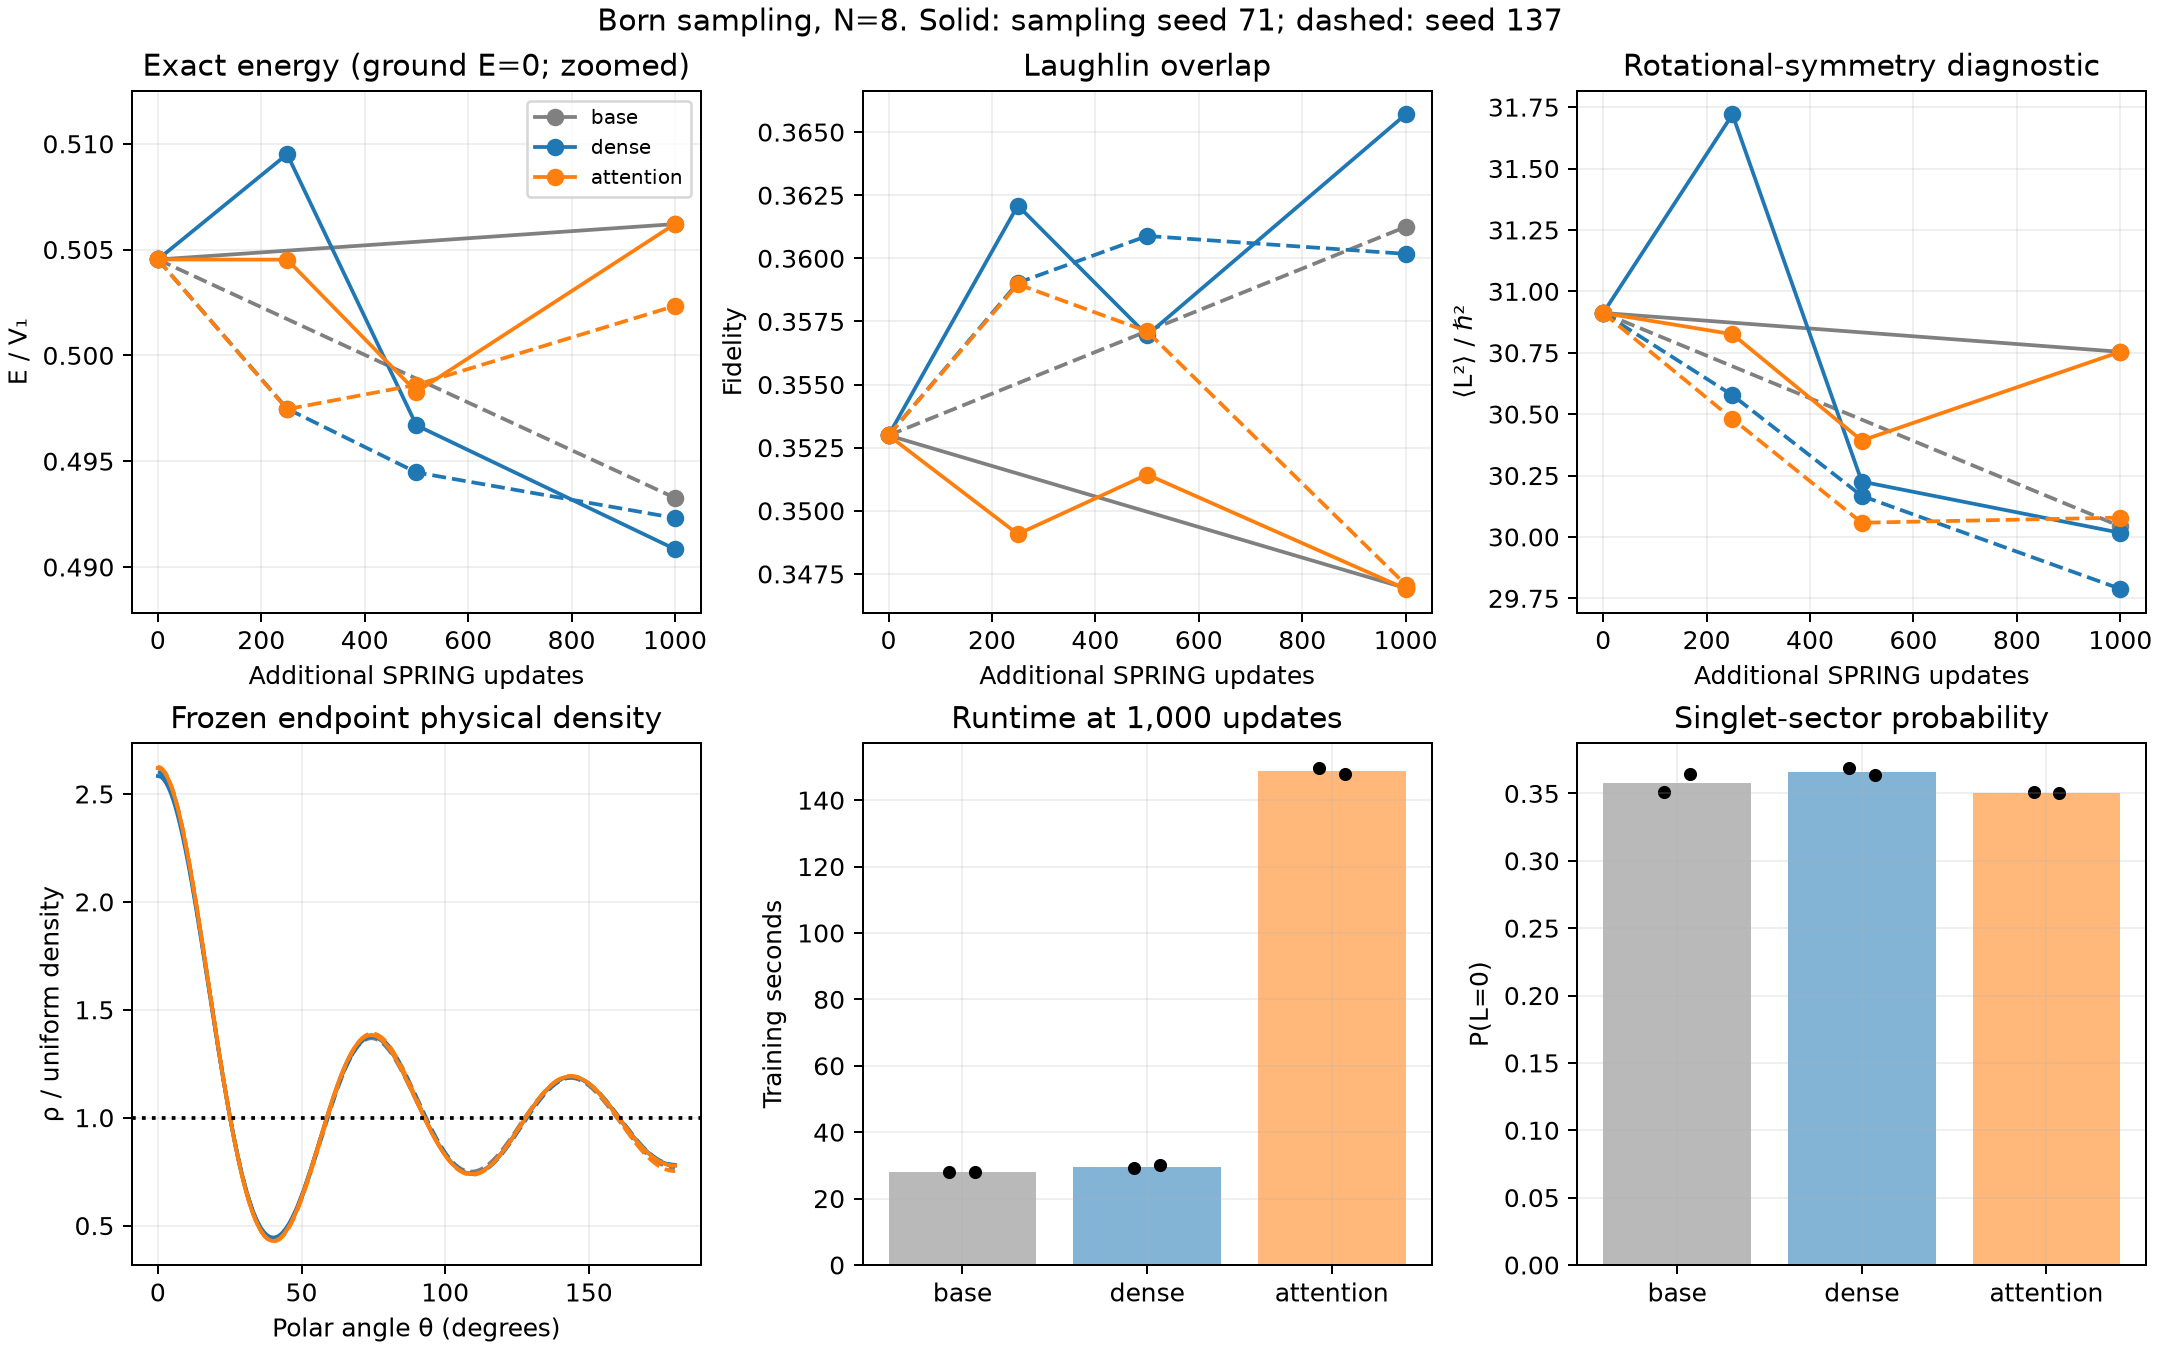 Born sampling, N=8. Solid: sampling seed 71; dashed: seed 137
Exact energy (ground E=0; zoomed)
E / V₁
0.510
0.505
0.500
0.495
0.490
base
dense
attention
0 200 400 600 800 1000
Additional SPRING updates
Laughlin overlap
Fidelity
0.3650
0.3625
0.3600
0.3575
0.3550
0.3525
0.3500
0.3475
0 200 400 600 800 1000
Additional SPRING updates
Rotational-symmetry diagnostic
⟨L²⟩ / ℏ²
31.75
31.50
31.25
31.00
30.75
30.50
30.25
30.00
29.75
0 200 400 600 800 1000
Additional SPRING updates
Frozen endpoint physical density
ρ / uniform density
2.5
2.0
1.5
1.0
0.5
0 50 100 150
Polar angle θ (degrees)
Runtime at 1,000 updates
Training seconds
140
120
100
80
60
40
20
0
base dense attention
Singlet-sector probability
P(L=0)
0.35
0.30
0.25
0.20
0.15
0.10
0.05
0.00
base dense attention